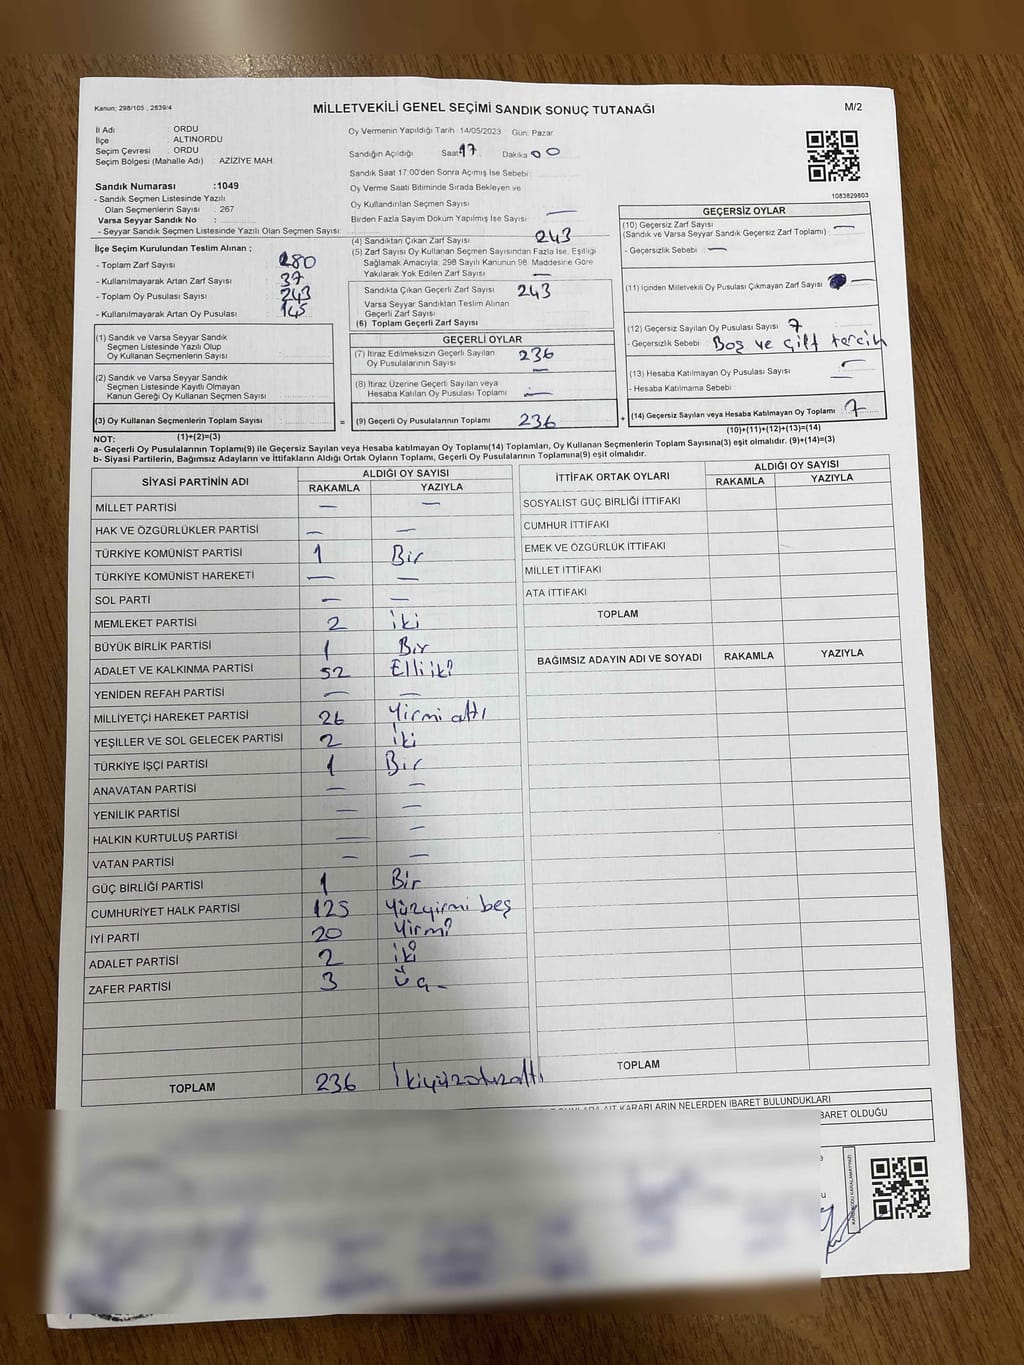 Kanun; 298/105 , 2839/4
MİLLETVEKİLİ GENEL SEÇİMİ SANDIK SONUÇ TUTANAĞI
M/2
İl Adı : ORDU
İlçe : ALTINORDU
Seçim Çevresi : ORDU
Seçim Bölgesi (Mahalle Adı) : AZİZİYE MAH.
Sandık Numarası :1049
- Sandık Seçmen Listesinde Yazılı
Olan Seçmenlerin Sayısı : 267
Varsa Seyyar Sandık No :
- Seyyar Sandık Seçmen Listesinde Yazılı Olan Seçmen Sayısı:
Oy Vermenin Yapıldığı Tarih :14/05/2023 Gün: Pazar
Sandığın Açıldığı Saat 17 Dakika 00
Sandık Saat 17:00'den Sonra Açımış İse Sebebi:
Oy Verme Saati Bitiminde Sırada Bekleyen ve
Oy Kullandırılan Seçmen Sayısı
Birden Fazla Sayım Döküm Yapılmış İse Sayısı : —
1083829803
İlçe Seçim Kurulundan Teslim Alınan ;
- Toplam Zarf Sayısı : 280
- Kullanılmayarak Artan Zarf Sayısı : 37
- Toplam Oy Pusulası Sayısı : 243
- Kullanılmayarak Artan Oy Pusulası : 145
(1) Sandık ve Varsa Seyyar Sandık
Seçmen Listesinde Yazılı Olup
Oy Kullanan Seçmenlerin Sayısı :
(2) Sandık ve Varsa Seyyar Sandık
Seçmen Listesinde Kayıtlı Olmayan
Kanun Gereği Oy Kullanan Seçmen Sayısı :
(3) Oy Kullanan Seçmenlerin Toplam Sayısı :
(1)+(2)=(3)
(4) Sandıktan Çıkan Zarf Sayısı : 243
(5) Zarf Sayısı Oy Kullanan Seçmen Sayısından Fazla İse, Eşitliği
Sağlamak Amacıyla; 298 Sayılı Kanunun 98. Maddesine Göre
Yakılarak Yok Edilen Zarf Sayısı : —
Sandıkta Çıkan Geçerli Zarf Sayısı : 243
Varsa Seyyar Sandıktan Teslim Alınan
Geçerli Zarf Sayısı :
(6) Toplam Geçerli Zarf Sayısı :
GEÇERLİ OYLAR
(7) İtiraz Edilmeksizin Geçerli Sayılan
Oy Pusulalarının Sayısı : 236
(8) İtiraz Üzerine Geçerli Sayılan veya
Hesaba Katılan Oy Pusulası Toplamı : —
= (9) Geçerli Oy Pusulalarının Toplamı : 236
GEÇERSİZ OYLAR
(10) Geçersiz Zarf Sayısı
(Sandık ve Varsa Seyyar Sandık Geçersiz Zarf Toplamı) : —
- Geçersizlik Sebebi : —
(11) İçinden Milletvekili Oy Pusulası Çıkmayan Zarf Sayısı : —
(12) Geçersiz Sayılan Oy Pusulası Sayısı : 7
- Geçersizlik Sebebi : Boş ve Çift tercih
(13) Hesaba Katılmayan Oy Pusulası Sayısı : —
- Hesaba Katılmama Sebebi :
+ (14) Geçersiz Sayılan veya Hesaba Katılmayan Oy Toplamı : 7
(10)+(11)+(12)+(13)=(14)
NOT:
a- Geçerli Oy Pusulalarının Toplamı(9) ile Geçersiz Sayılan veya Hesaba katılmayan Oy Toplamı(14) Toplamları, Oy Kullanan Seçmenlerin Toplam Sayısına(3) eşit olmalıdır. (9)+(14)=(3)
b- Siyasi Partilerin, Bağımsız Adayların ve İttifakların Aldığı Ortak Oyların Toplamı, Geçerli Oy Pusulalarının Toplamına(9) eşit olmalıdır.
SİYASİ PARTİNİN ADI ALDIĞI OY SAYISI
RAKAMLA YAZIYLA
MİLLET PARTİSİ — —
HAK VE ÖZGÜRLÜKLER PARTİSİ — —
TÜRKİYE KOMÜNİST PARTİSİ 1 Bir
TÜRKİYE KOMÜNİST HAREKETİ — —
SOL PARTİ — —
MEMLEKET PARTİSİ 2 iki
BÜYÜK BİRLİK PARTİSİ 1 Bir
ADALET VE KALKINMA PARTİSİ 52 Elli iki
YENİDEN REFAH PARTİSİ — —
MİLLİYETÇİ HAREKET PARTİSİ 26 Yirmi altı
YEŞİLLER VE SOL GELECEK PARTİSİ 2 iki
TÜRKİYE İŞÇİ PARTİSİ 1 Bir
ANAVATAN PARTİSİ — —
YENİLİK PARTİSİ — —
HALKIN KURTULUŞ PARTİSİ — —
VATAN PARTİSİ — —
GÜÇ BİRLİĞİ PARTİSİ 1 Bir
CUMHURİYET HALK PARTİSİ 125 Yüzyirmi beş
İYİ PARTİ 20 Yirmi
ADALET PARTİSİ 2 iki
ZAFER PARTİSİ 3 Üç
TOPLAM 236 İkiyüzotuzaltı
İTTİFAK ORTAK OYLARI ALDIĞI OY SAYISI
RAKAMLA YAZIYLA
SOSYALİST GÜÇ BİRLİĞİ İTTİFAKI
CUMHUR İTTİFAKI
EMEK VE ÖZGÜRLÜK İTTİFAKI
MİLLET İTTİFAKI
ATA İTTİFAKI
TOPLAM
BAĞIMSIZ ADAYIN ADI VE SOYADI RAKAMLA YAZIYLA
TOPLAM
AİT KARARLARIN NELERDEN İBARET BULUNDUKLARI
İBARET OLDUĞU